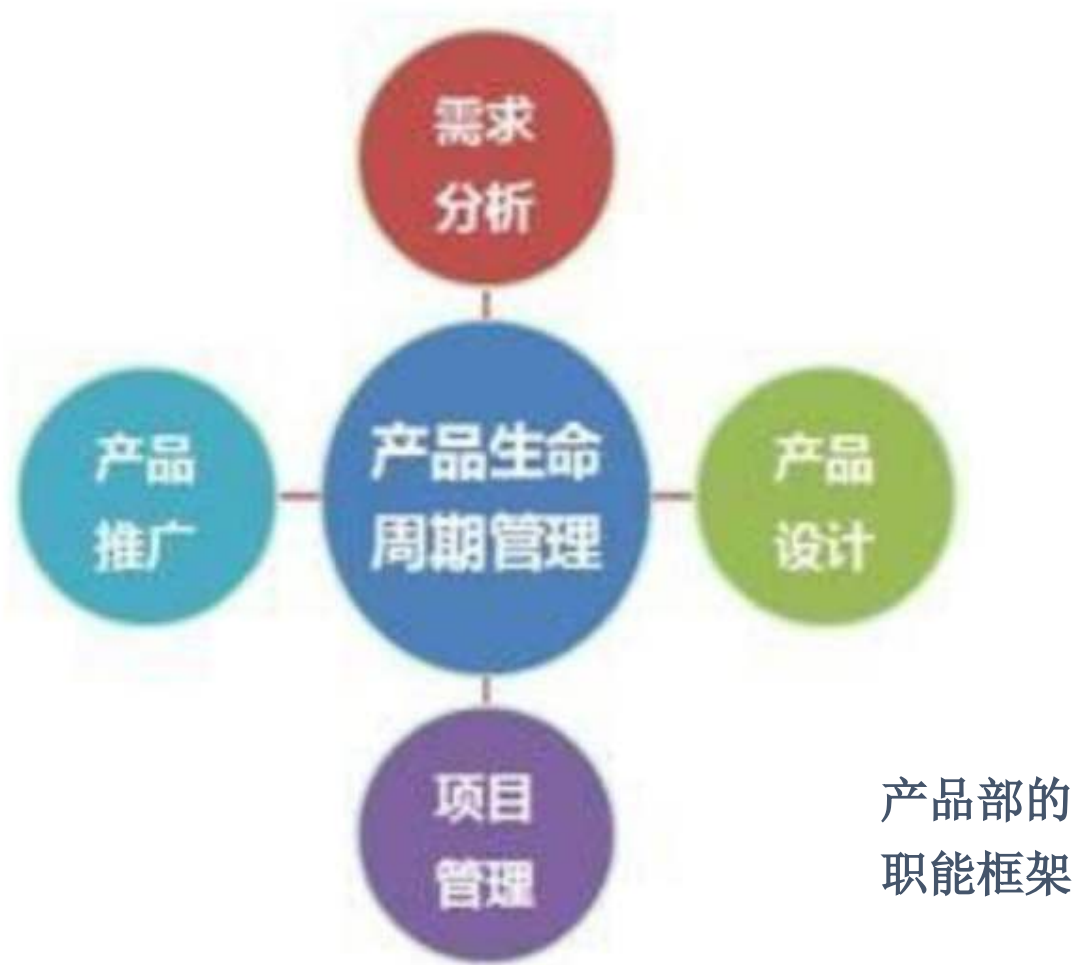 需求
分析
产品
推广
产品生命
周期管理
产品
设计
项目
管理
产品部的
职能框架